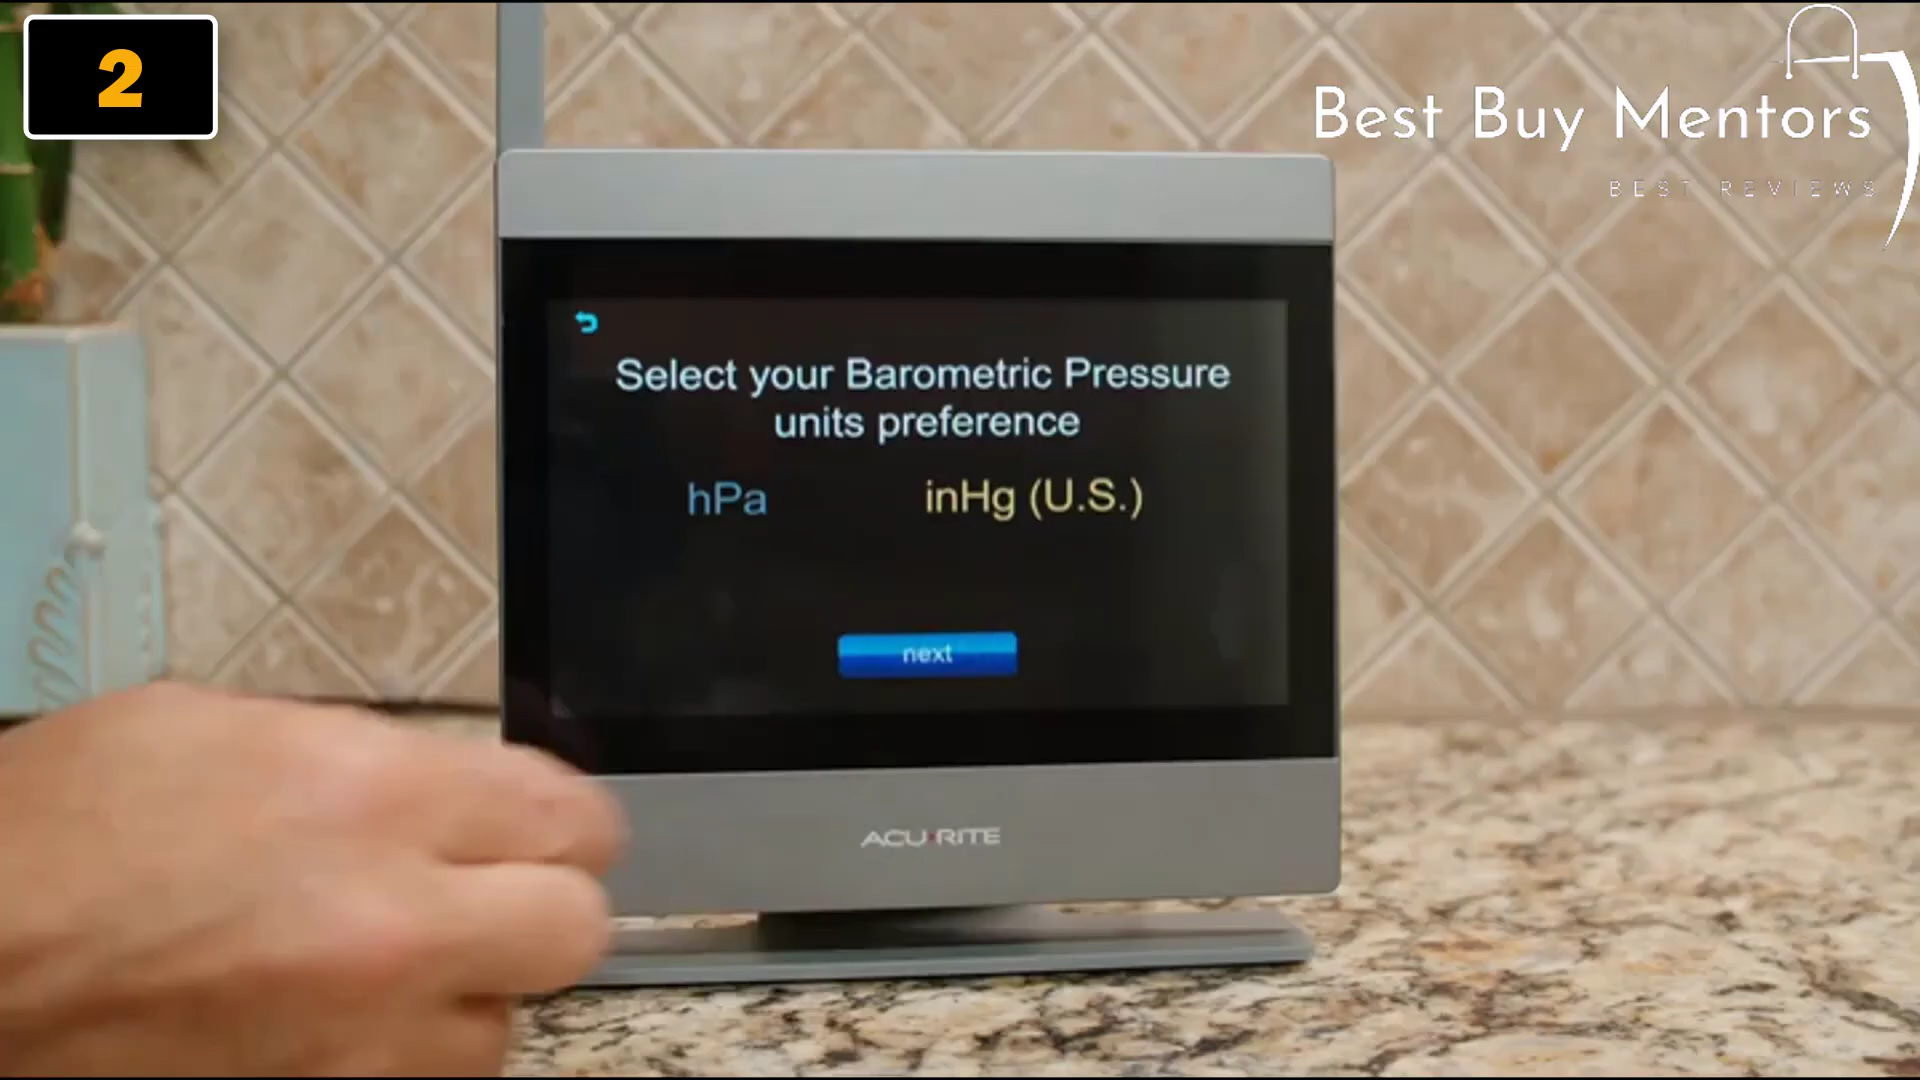 2
Best Buy Mentors
BEST REVIEWS
Select your Barometric Pressure
units preference
hPa inHg (U.S.)
next
ACURITE